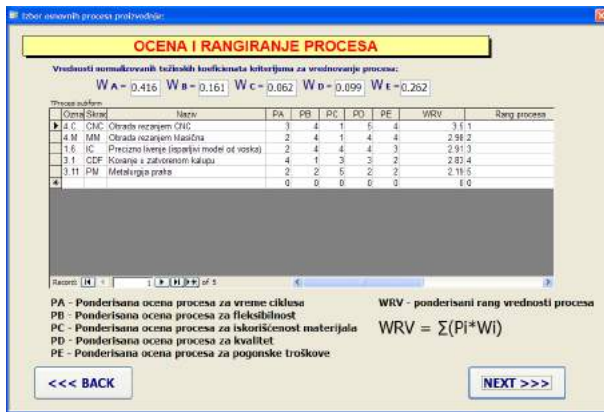 Izbor osnovnih procesa proizvodnje:
OCENA I RANGIRANJE PROCESA
Vrednosti normalizovanih težinskih koeficienata kriterijuma za vrednovanje procesa:
W A = 0.416 W B = 0.161 W C = 0.062 W D = 0.099 W E = 0.262
TProcesi subform
Ozna Skrać Naziv PA PB PC PD PE WRV Rang procesa
4.C CNC Obrada rezanjem CNC 3 4 1 5 4 3.5 1
4.M MM Obrada rezanjem klasična 2 4 1 4 4 2.98 2
1.6 IC Precizno livenje (isparljivi model od voska) 2 4 4 4 3 2.91 3
3.1 CDF Kovanje u zatvorenom kalupu 4 1 3 3 2 2.83 4
3.11 PM Metalurgija praha 2 2 5 2 2 2.19 5
0 0 0 0 0 0 0
Record: 1 of 5
PA - Ponderisana ocena procesa za vreme ciklusa WRV - ponderisani rang vrednosti procesa
PB - Ponderisana ocena procesa za fleksibilnost
PC - Ponderisana ocena procesa za iskorišćenost materijala WRV = Σ(Pi*Wi)
PD - Ponderisana ocena procesa za kvalitet
PE - Ponderisana ocena procesa za pogonske troškove
<<< BACK NEXT >>>